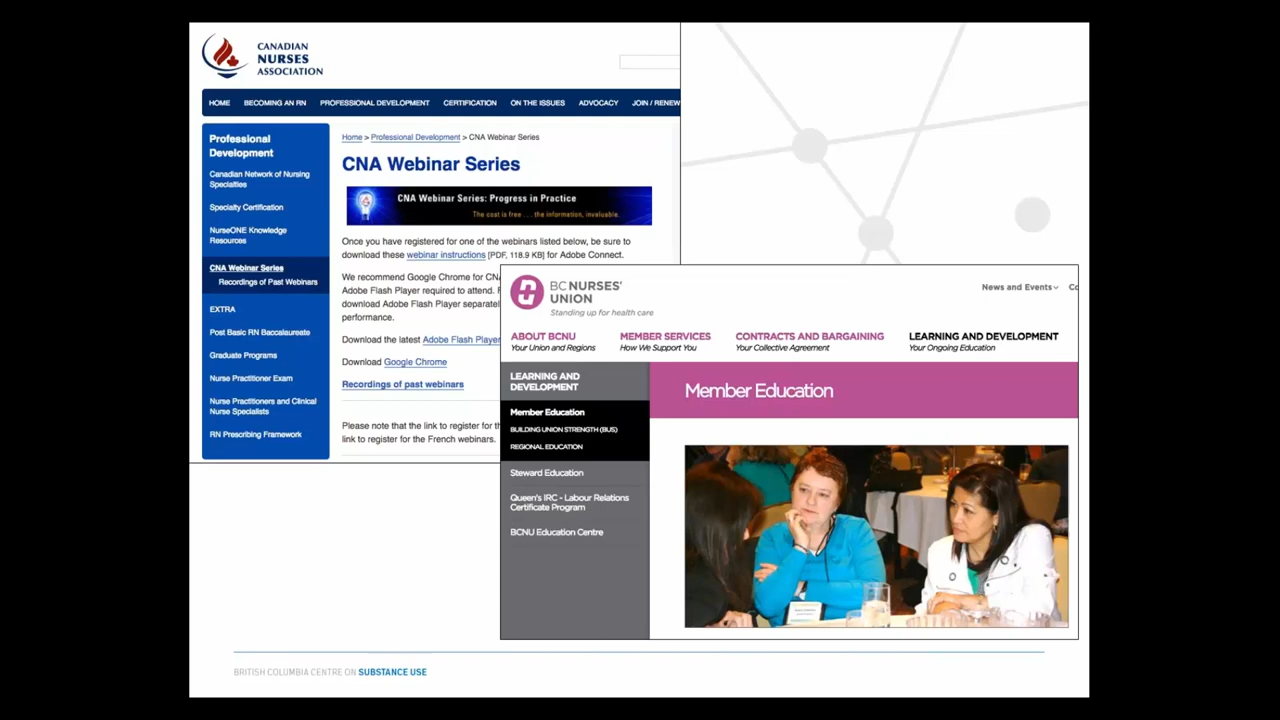 CANADIAN
NURSES
ASSOCIATION
HOME BECOMING AN RN PROFESSIONAL DEVELOPMENT CERTIFICATION ON THE ISSUES ADVOCACY JOIN / RENEW
Professional
Development
Canadian Network of Nursing
Specialties
Specialty Certification
NurseONE Knowledge
Resources
CNA Webinar Series
Recordings of Past Webinars
EXTRA
Post Basic RN Baccalaureate
Graduate Programs
Nurse Practitioner Exam
Nurse Practitioners and Clinical
Nurse Specialists
RN Prescribing Framework
Home > Professional Development > CNA Webinar Series
CNA Webinar Series
CNA Webinar Series: Progress in Practice
The cost is free . . . the information, invaluable.
Once you have registered for one of the webinars listed below, be sure to
download these webinar instructions [PDF, 118.9 KB] for Adobe Connect.
We recommend Google Chrome for CNA
Adobe Flash Player required to attend.
download Adobe Flash Player separatel
performance.
Download the latest Adobe Flash Player
Download Google Chrome
Recordings of past webinars
Please note that the link to register for th
link to register for the French webinars.
BC NURSES'
UNION
Standing up for health care
News and Events Co
ABOUT BCNU MEMBER SERVICES CONTRACTS AND BARGAINING LEARNING AND DEVELOPMENT
Your Union and Regions How We Support You Your Collective Agreement Your Ongoing Education
LEARNING AND
DEVELOPMENT
Member Education
BUILDING UNION STRENGTH (BUS)
REGIONAL EDUCATION
Steward Education
Queen's IRC - Labour Relations
Certificate Program
BCNU Education Centre
Member Education
BRITISH COLUMBIA CENTRE ON SUBSTANCE USE